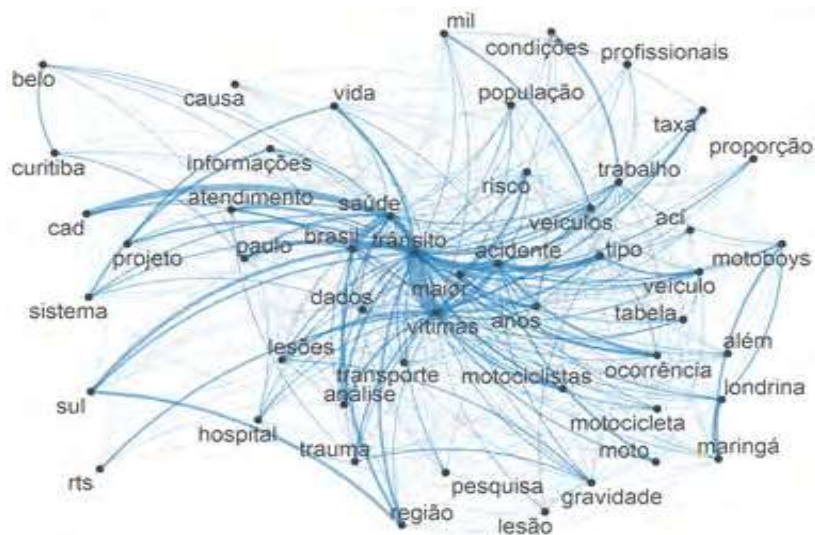 mil
condições
profissionais
belo
causa
vida
população
taxa
curitiba
informações
risco
trabalho
proporção
cad
atendimento
saúde
veículos
aci
projeto
paulo
brasil
trânsito
acidente
tipo
motoboys
sistema
dados
maior
veículo
vítimas
anos
tabela
lesões
transporte
motociclistas
ocorrência
além
sul
análise
londrina
hospital
motocicleta
trauma
moto
maringá
rts
pesquisa
gravidade
região
lesão